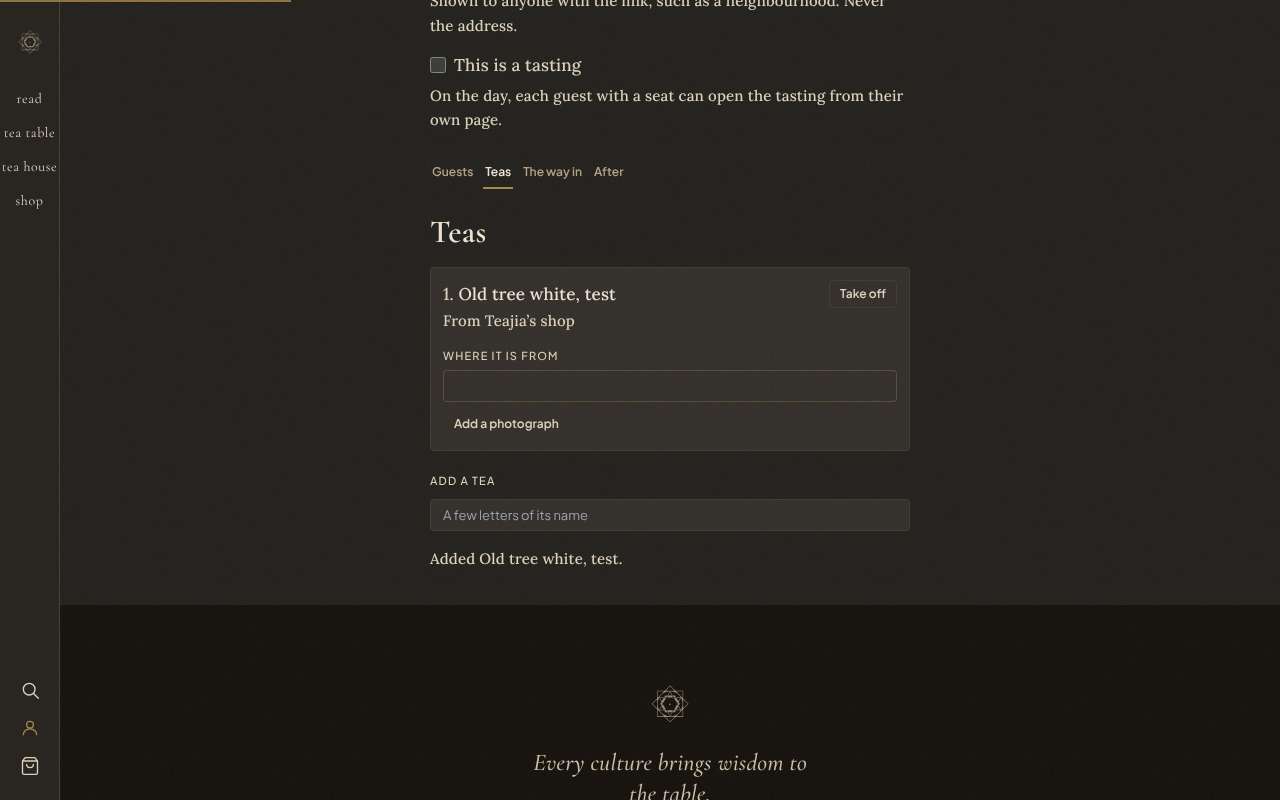 Shown to anyone with the link, such as a neighbourhood. Never
the address.
This is a tasting
On the day, each guest with a seat can open the tasting from their
own page.
read
tea table
tea house
shop
Guests Teas The way in After
Teas
1. Old tree white, test
Take off
From Teajia’s shop
WHERE IT IS FROM
Add a photograph
ADD A TEA
A few letters of its name
Added Old tree white, test.
Every culture brings wisdom to
the table.